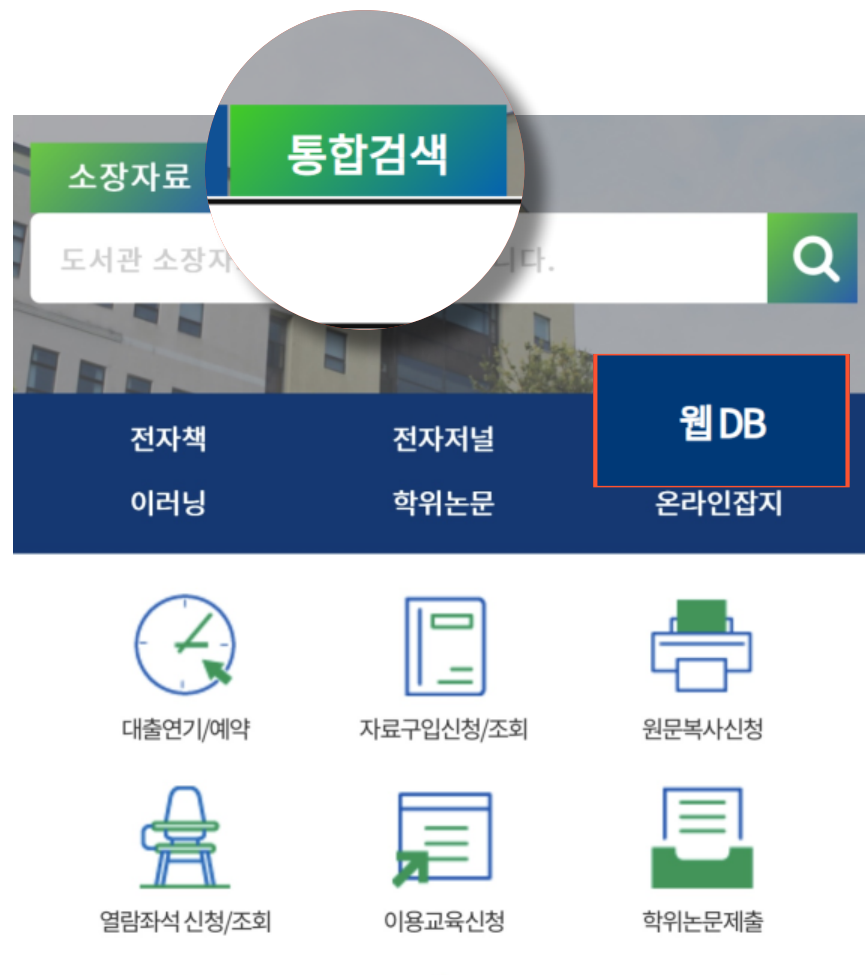 통합검색
소장자료
도서관 소장자 니다.
웹 DB
전자책 전자저널
이러닝 학위논문 온라인잡지
대출연기/예약 자료구입신청/조회 원문복사신청
열람좌석 신청/조회 이용교육신청 학위논문제출